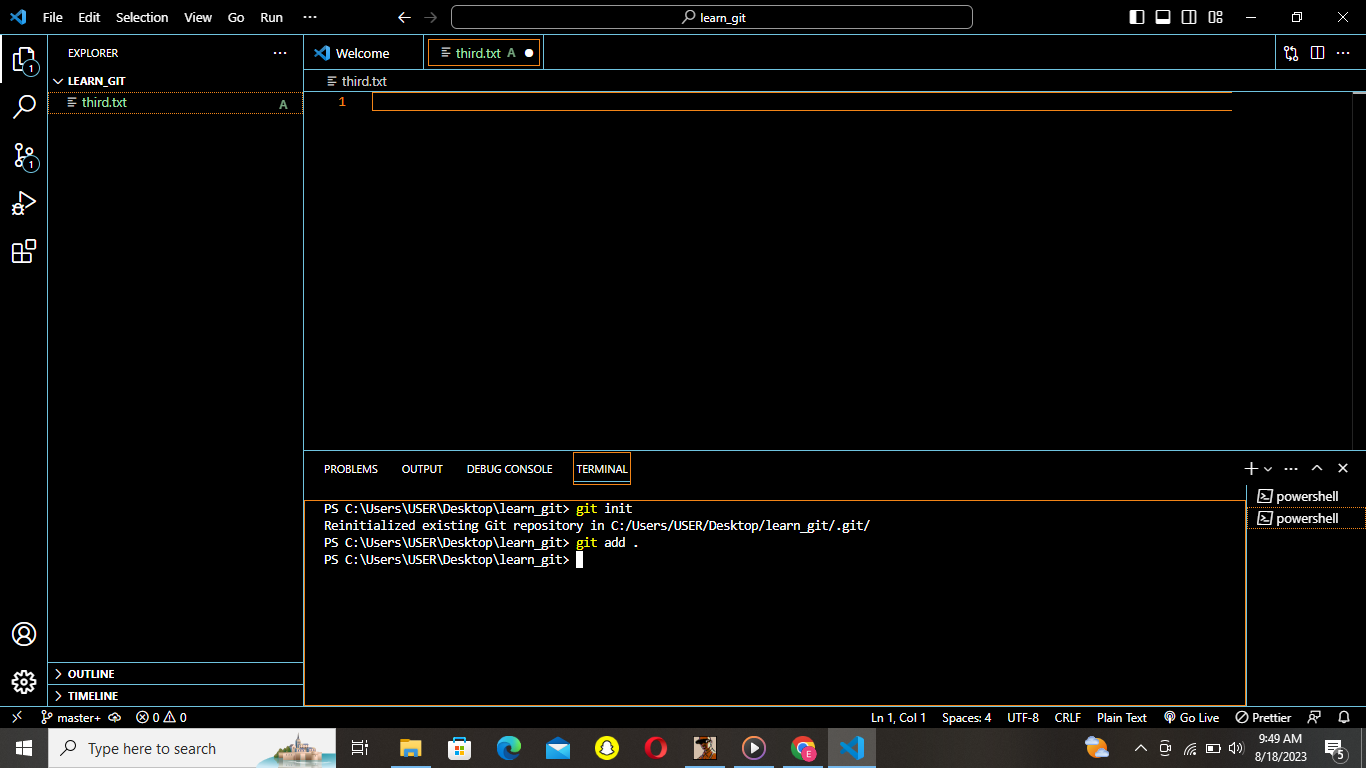 File Edit Selection View Go Run ···
learn_git
EXPLORER
LEARN_GIT
third.txt A
OUTLINE
TIMELINE
Welcome
third.txt A
third.txt
1
PROBLEMS OUTPUT DEBUG CONSOLE TERMINAL
PS C:\Users\USER\Desktop\learn_git> git init
Reinitialized existing Git repository in C:/Users/USER/Desktop/learn_git/.git/
PS C:\Users\USER\Desktop\learn_git> git add .
PS C:\Users\USER\Desktop\learn_git>
powershell
powershell
1
1
master+ 0 0 Ln 1, Col 1 Spaces: 4 UTF-8 CRLF Plain Text Go Live Prettier
Type here to search
E
9:49 AM
8/18/2023
5